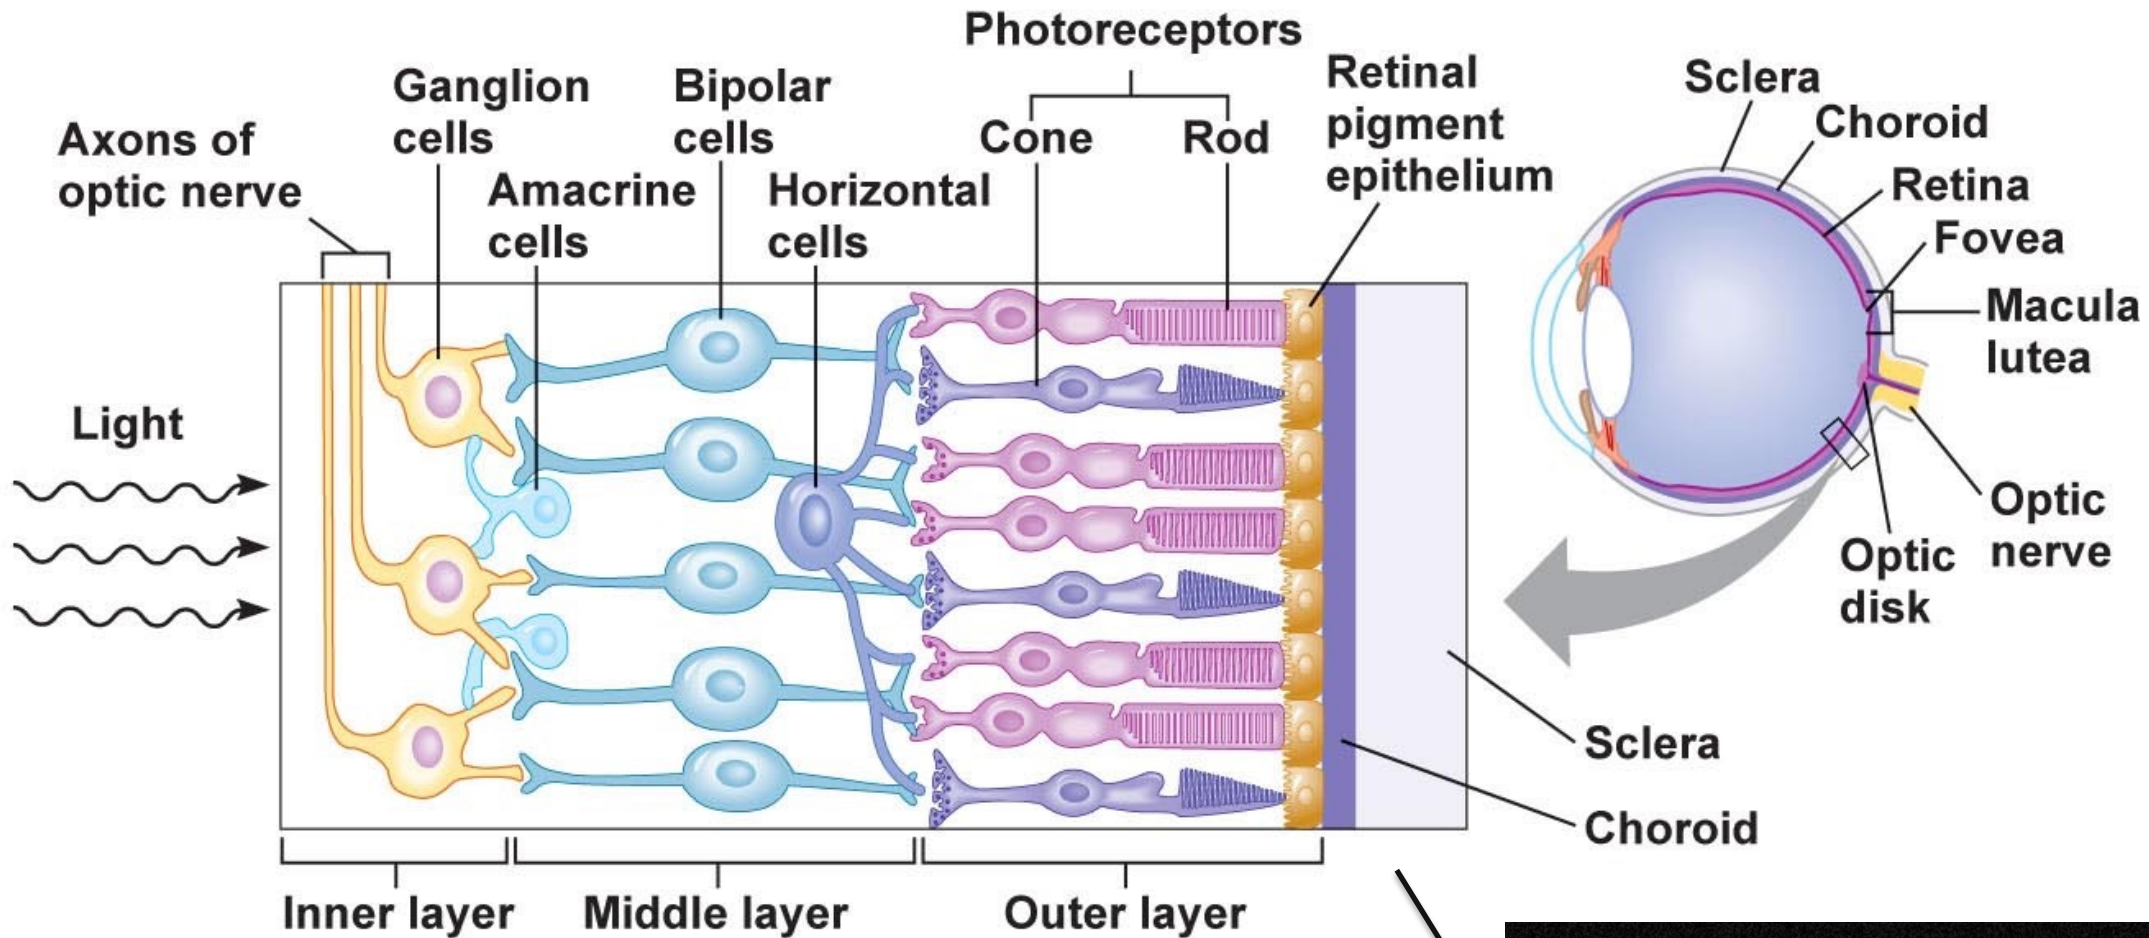 Photoreceptors
Ganglion
cells
Bipolar
cells
Cone
Rod
Retinal
pigment
epithelium
Axons of
optic nerve
Amacrine
cells
Horizontal
cells
Light
Sclera
Choroid
Retina
Fovea
Macula
lutea
Optic
nerve
Optic
disk
Sclera
Choroid
Inner layer
Middle layer
Outer layer